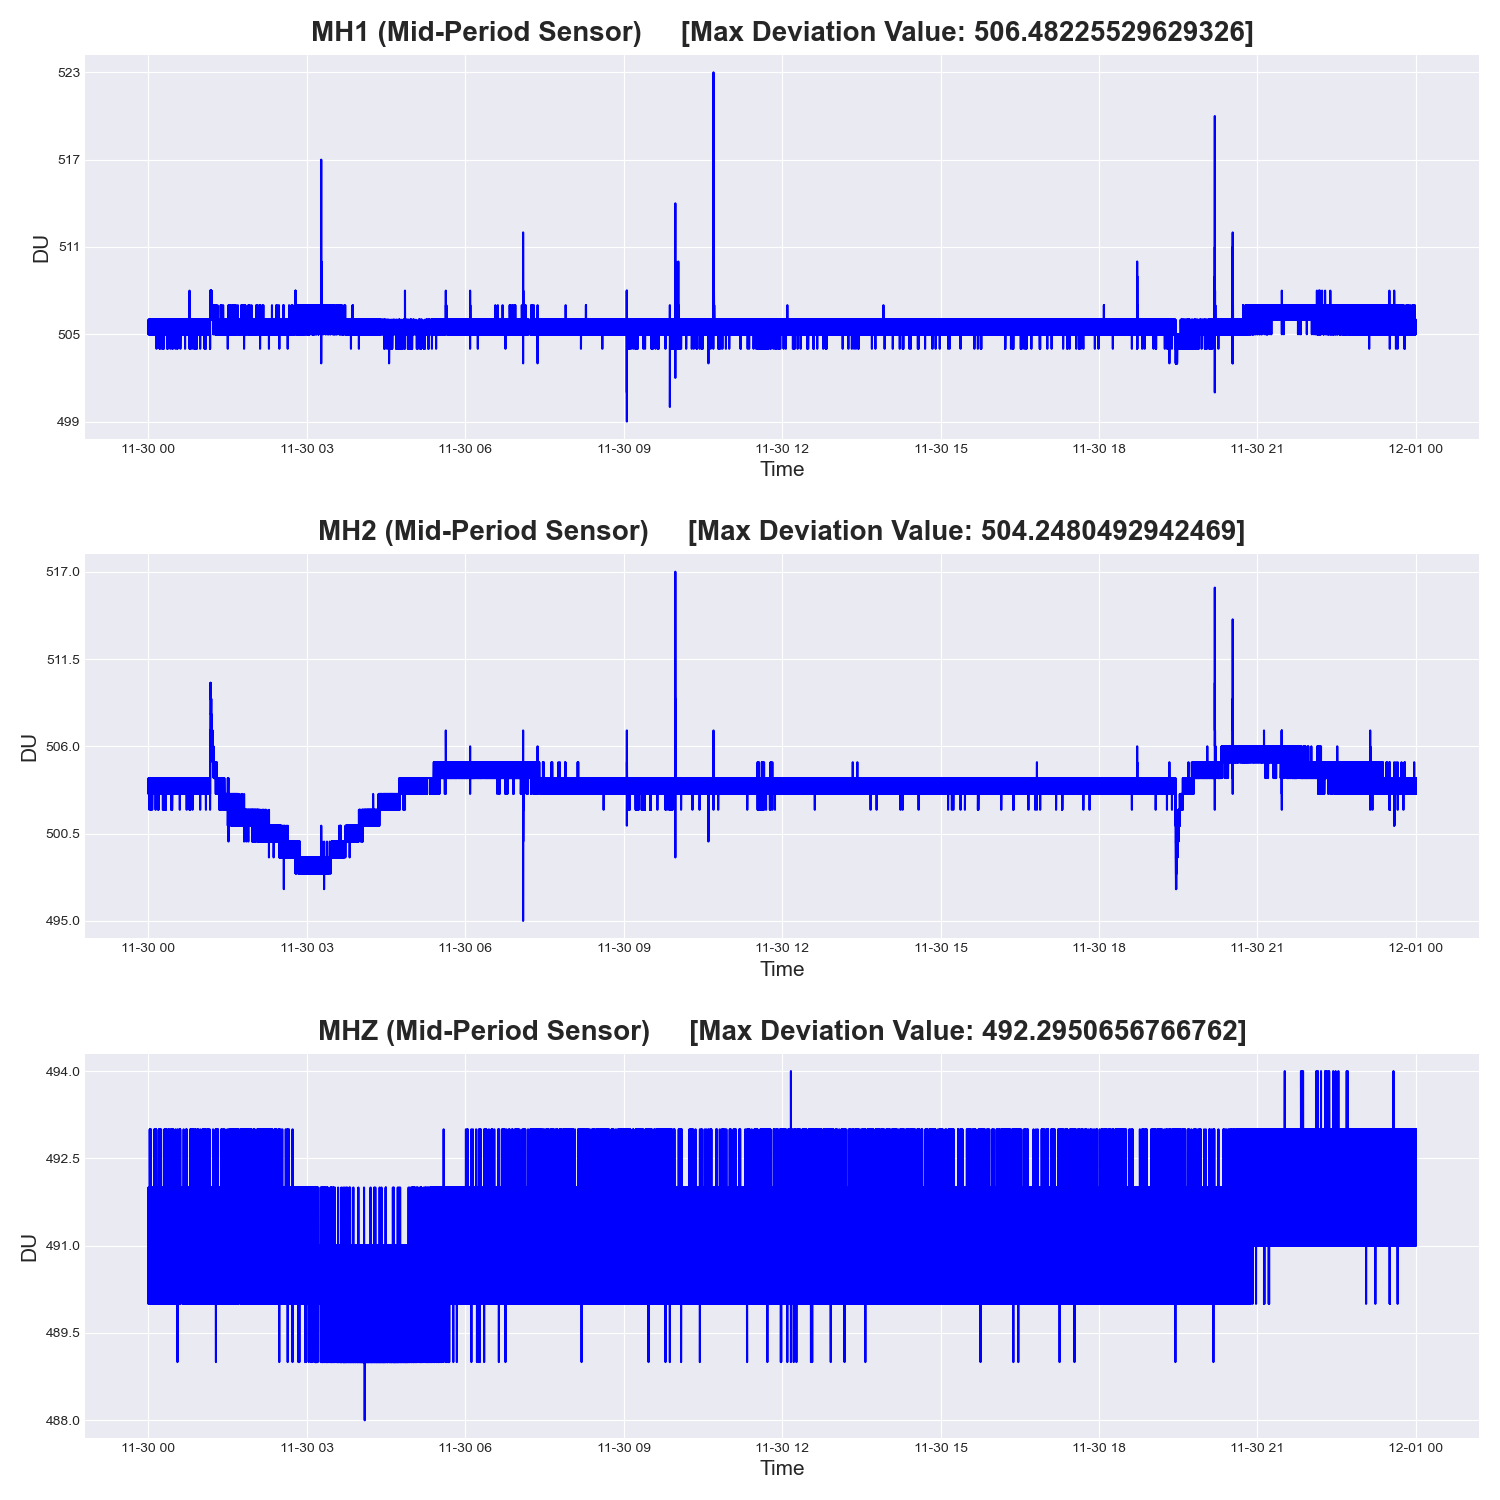 MH1 (Mid-Period Sensor) [Max Deviation Value: 506.48225529629326]
523
517
511
505
499
DU
11-30 00 11-30 03 11-30 06 11-30 09 11-30 12 11-30 15 11-30 18 11-30 21 12-01 00
Time
MH2 (Mid-Period Sensor) [Max Deviation Value: 504.2480492942469]
517.0
511.5
506.0
500.5
495.0
DU
11-30 00 11-30 03 11-30 06 11-30 09 11-30 12 11-30 15 11-30 18 11-30 21 12-01 00
Time
MHZ (Mid-Period Sensor) [Max Deviation Value: 492.2950656766762]
494.0
492.5
491.0
489.5
488.0
DU
11-30 00 11-30 03 11-30 06 11-30 09 11-30 12 11-30 15 11-30 18 11-30 21 12-01 00
Time